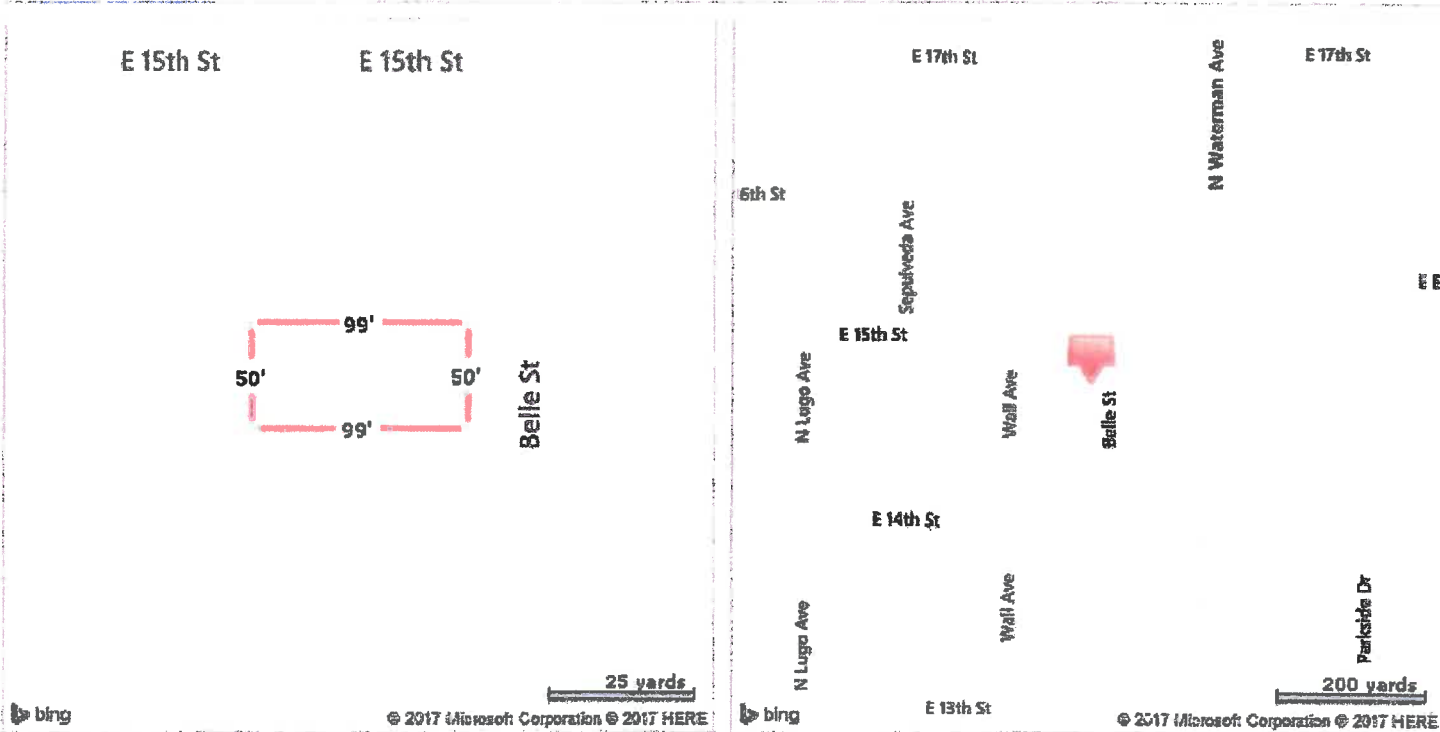 E 15th St E 15th St
99'
50' 50'
Belle St
99'
25 yards
bing
© 2017 Microsoft Corporation © 2017 HERE
E 17th St
N Waterman Ave
E 17th St
6th St
Sepulveda Ave
E 15th St
N Lugo Ave
Wall Ave
Belle St
E 14th St
N Lugo Ave
Wall Ave
Parkside Dr
200 yards
bing
E 13th St
© 2017 Microsoft Corporation © 2017 HERE